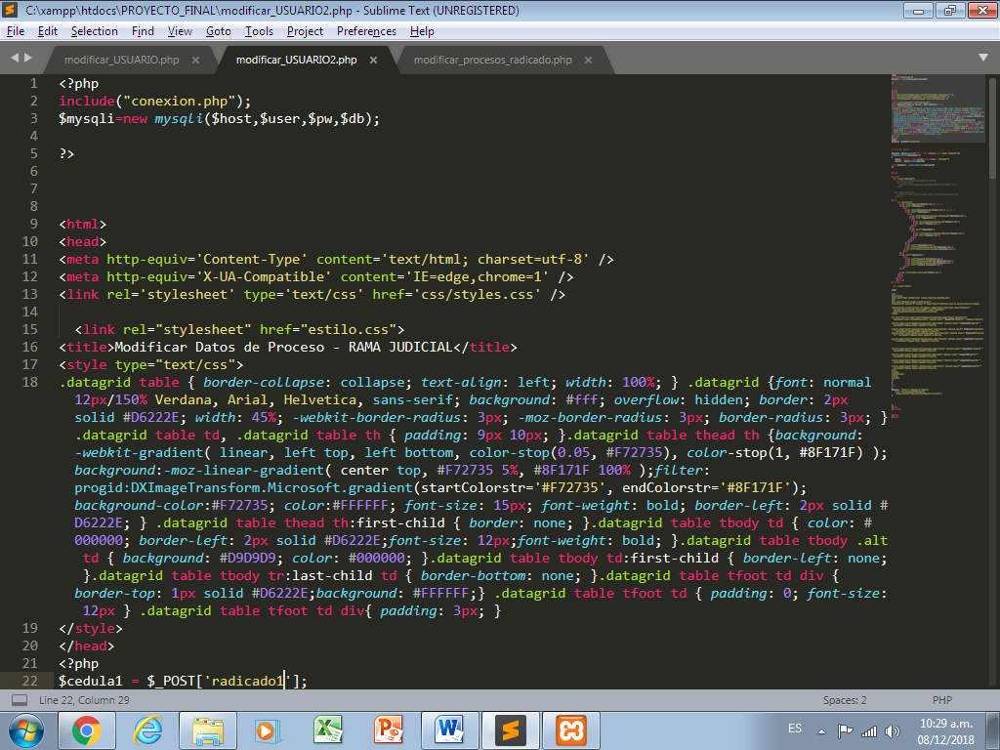 C:\xampp\htdocs\PROYECTO_FINAL\modificar_USUARIO2.php - Sublime Text (UNREGISTERED)
File Edit Selection Find View Goto Tools Project Preferences Help
modificar_USUARIO.php × modificar_USUARIO2.php × modificar_procesos_radicado.php ×
1 <?php
2 include("conexion.php");
3 $mysqli=new mysqli($host,$user,$pw,$db);
4
5 ?>
6
7
8
9 <html>
10 <head>
11 <meta http-equiv='Content-Type' content='text/html; charset=utf-8' />
12 <meta http-equiv='X-UA-Compatible' content='IE=edge,chrome=1' />
13 <link rel='stylesheet' type='text/css' href='css/styles.css' />
14
15 <link rel="stylesheet" href="estilo.css">
16 <title>Modificar Datos de Proceso - RAMA JUDICIAL</title>
17 <style type="text/css">
18 .datagrid table { border-collapse: collapse; text-align: left; width: 100%; } .datagrid {font: normal
12px/150% Verdana, Arial, Helvetica, sans-serif; background: #fff; overflow: hidden; border: 2px
solid #D6222E; width: 45%; -webkit-border-radius: 3px; -moz-border-radius: 3px; border-radius: 3px; }
.datagrid table td, .datagrid table th { padding: 9px 10px; }.datagrid table thead th {background:
-webkit-gradient( linear, left top, left bottom, color-stop(0.05, #F72735), color-stop(1, #8F171F) );
background:-moz-linear-gradient( center top, #F72735 5%, #8F171F 100% );filter:
progid:DXImageTransform.Microsoft.gradient(startColorstr='#F72735', endColorstr='#8F171F');
background-color:#F72735; color:#FFFFFF; font-size: 15px; font-weight: bold; border-left: 2px solid #
D6222E; } .datagrid table thead th:first-child { border: none; }.datagrid table tbody td { color: #
000000; border-left: 2px solid #D6222E;font-size: 12px;font-weight: bold; }.datagrid table tbody .alt
td { background: #D9D9D9; color: #000000; }.datagrid table tbody td:first-child { border-left: none;
}.datagrid table tbody tr:last-child td { border-bottom: none; }.datagrid table tfoot td div {
border-top: 1px solid #D6222E;background: #FFFFFF;} .datagrid table tfoot td { padding: 0; font-size:
12px } .datagrid table tfoot td div{ padding: 3px; }
19 </style>
20 </head>
21 <?php
22 $cedula1 = $_POST['radicado1'];
Line 22, Column 29 Spaces: 2 PHP
ES 10:29 a.m.
08/12/2018